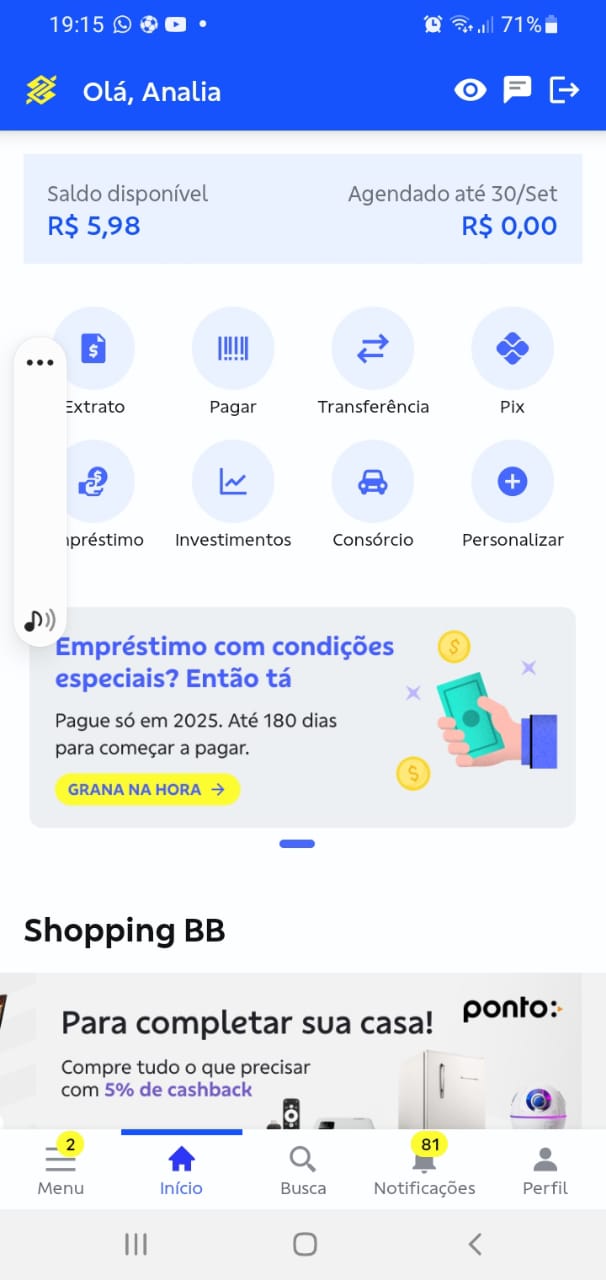 19:15 71%
Olá, Analia
Saldo disponível Agendado até 30/Set
R$ 5,98 R$ 0,00
Extrato Pagar Transferência Pix
préstimo Investimentos Consórcio Personalizar
Empréstimo com condições
especiais? Então tá
Pague só em 2025. Até 180 dias
para começar a pagar.
GRANA NA HORA →
Shopping BB
ponto:
Para completar sua casa!
Compre tudo o que precisar
com 5% de cashback
2 81
Menu Início Busca Notificações Perfil